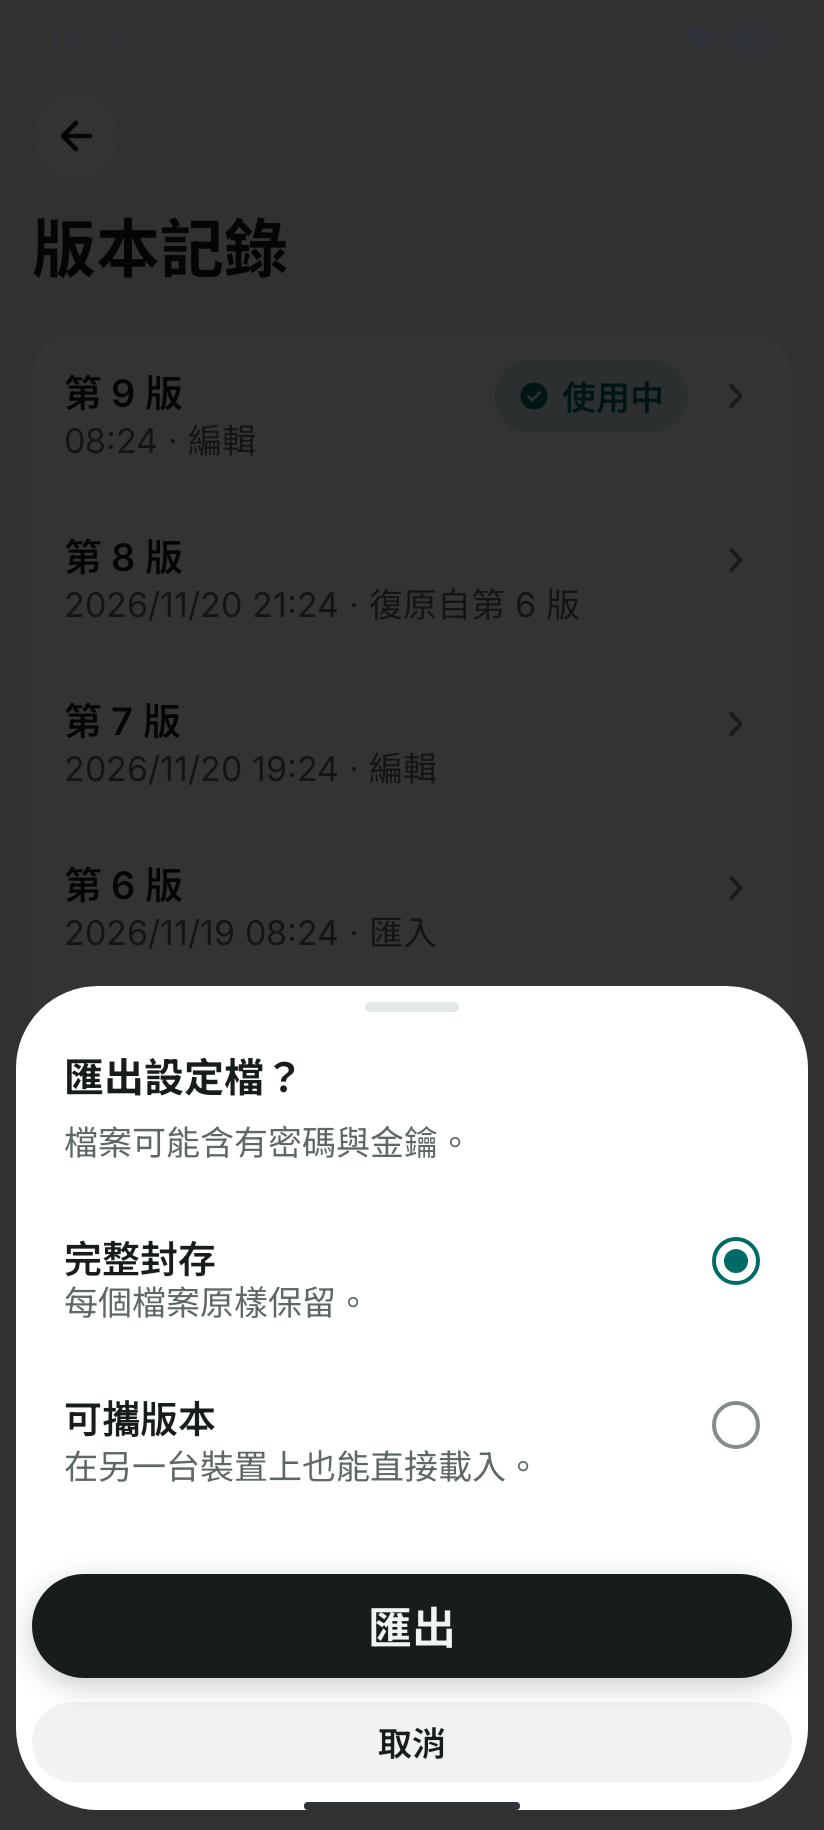 版本記錄
第 9 版
使用中
08:24 · 編輯
第 8 版
2026/11/20 21:24 · 復原自第 6 版
第 7 版
2026/11/20 19:24 · 編輯
第 6 版
2026/11/19 08:24 · 匯入
匯出設定檔？
檔案可能含有密碼與金鑰。
完整封存
每個檔案原樣保留。
可攜版本
在另一台裝置上也能直接載入。
匯出
取消